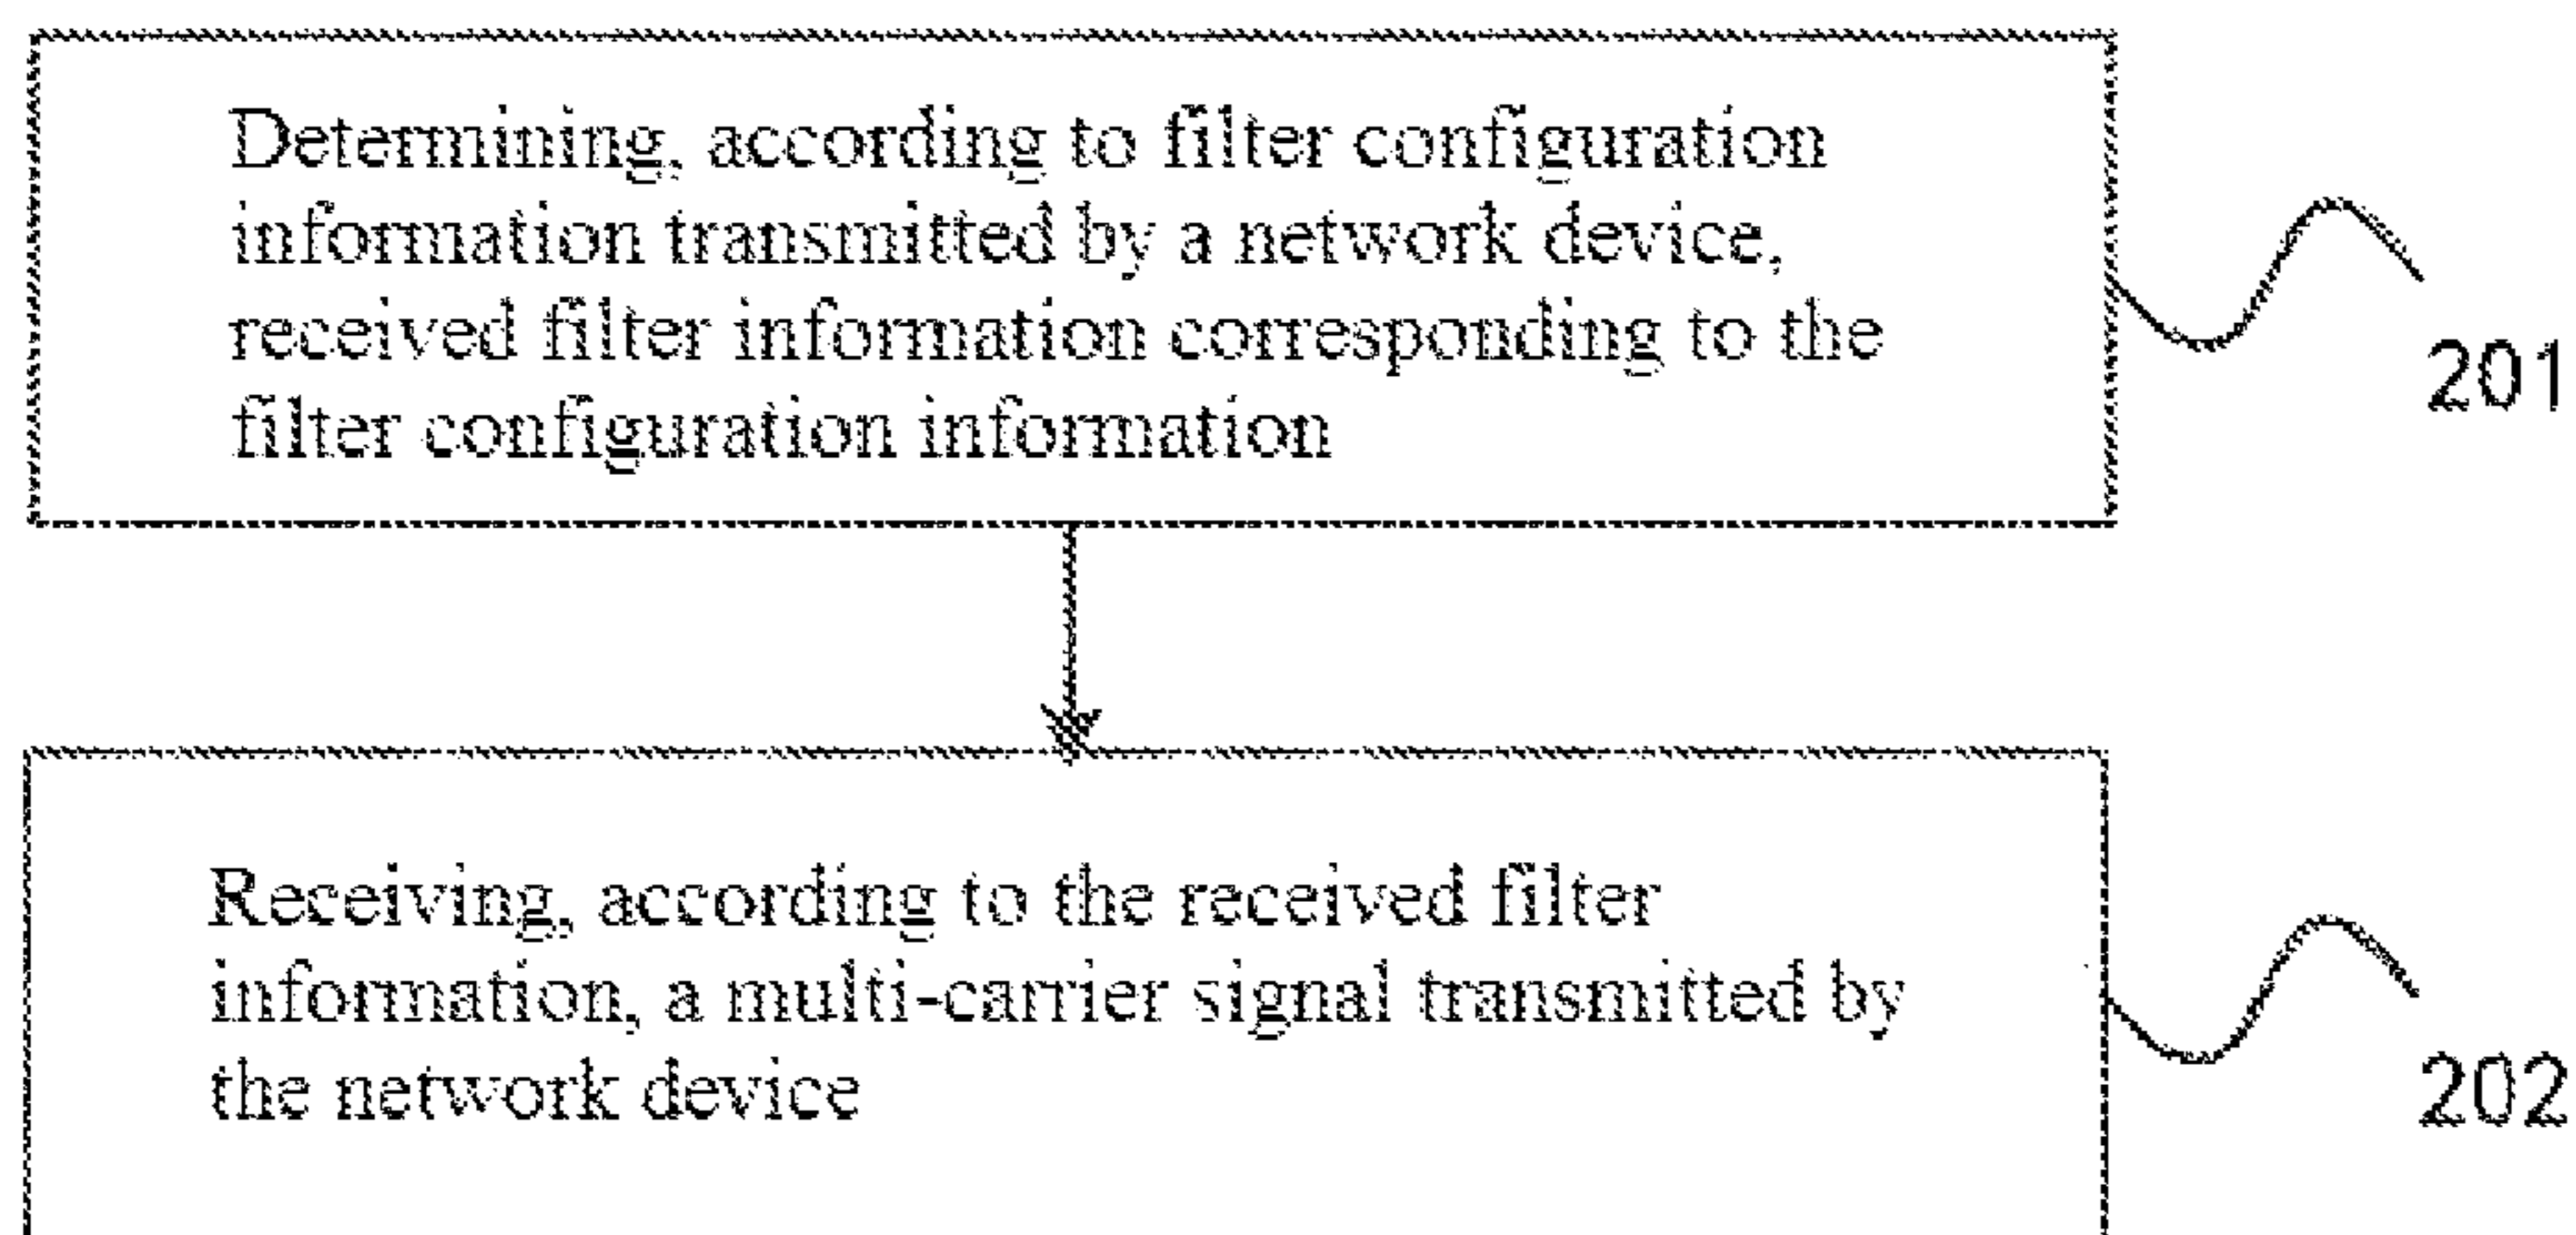 Determining, according to filter configuration
information transmitted by a network device,
received filter information corresponding to the
filter configuration information
201
Receiving, according to the received filter
information, a multi-carrier signal transmitted by
the network device
202